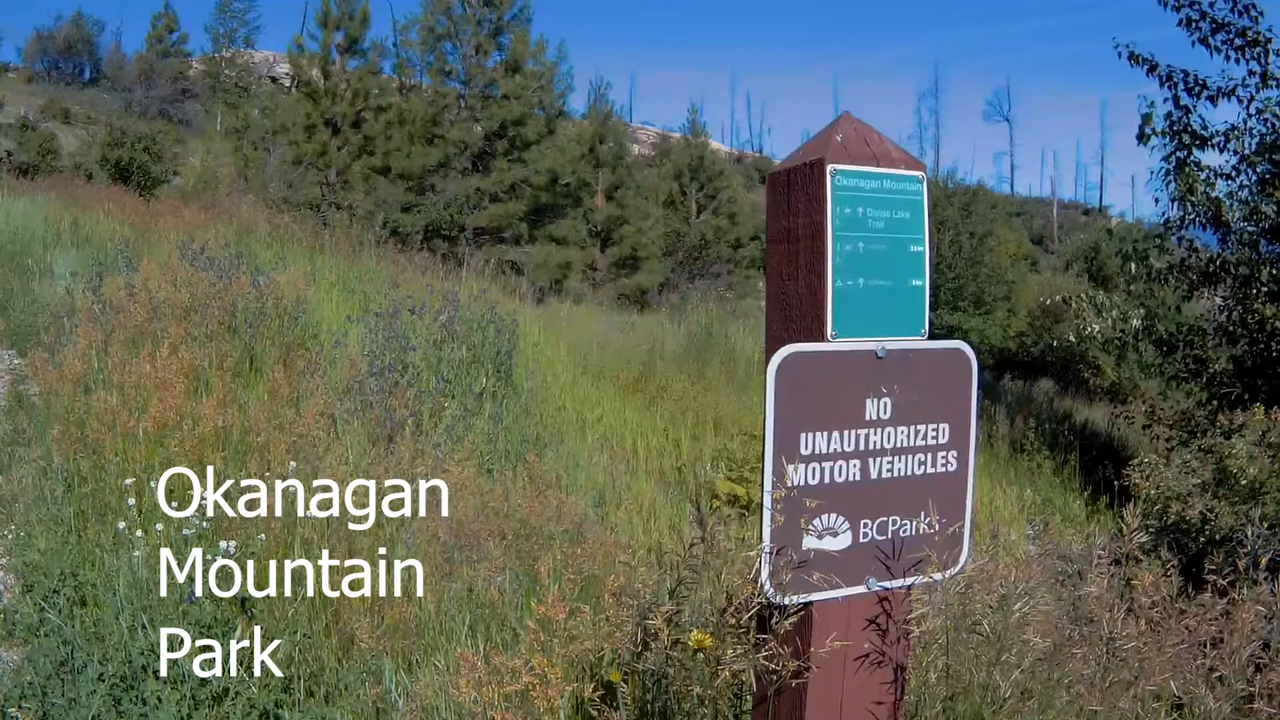 Okanagan Mountain
Divide Lake
Trail
NO
UNAUTHORIZED
MOTOR VEHICLES
BCParks
Okanagan
Mountain
Park